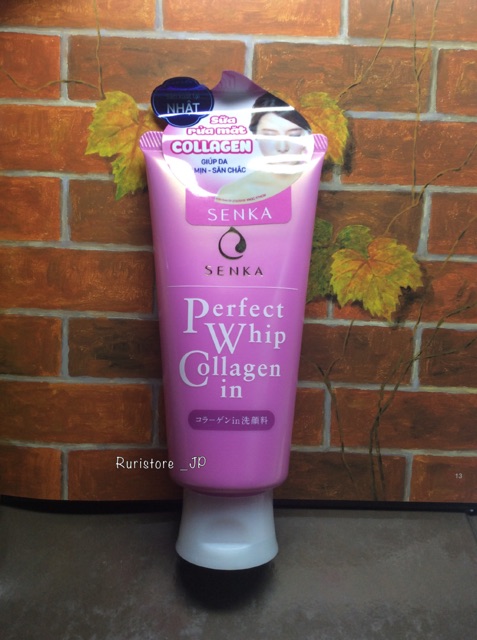 NHẬT
Sữa
rửa mặt
COLLAGEN
GIÚP DA
MỊN - SĂN CHẮC
SENKA
SENKA
Perfect
Whip
Collagen
in
コラーゲンin洗顔料
Ruristore _JP
13